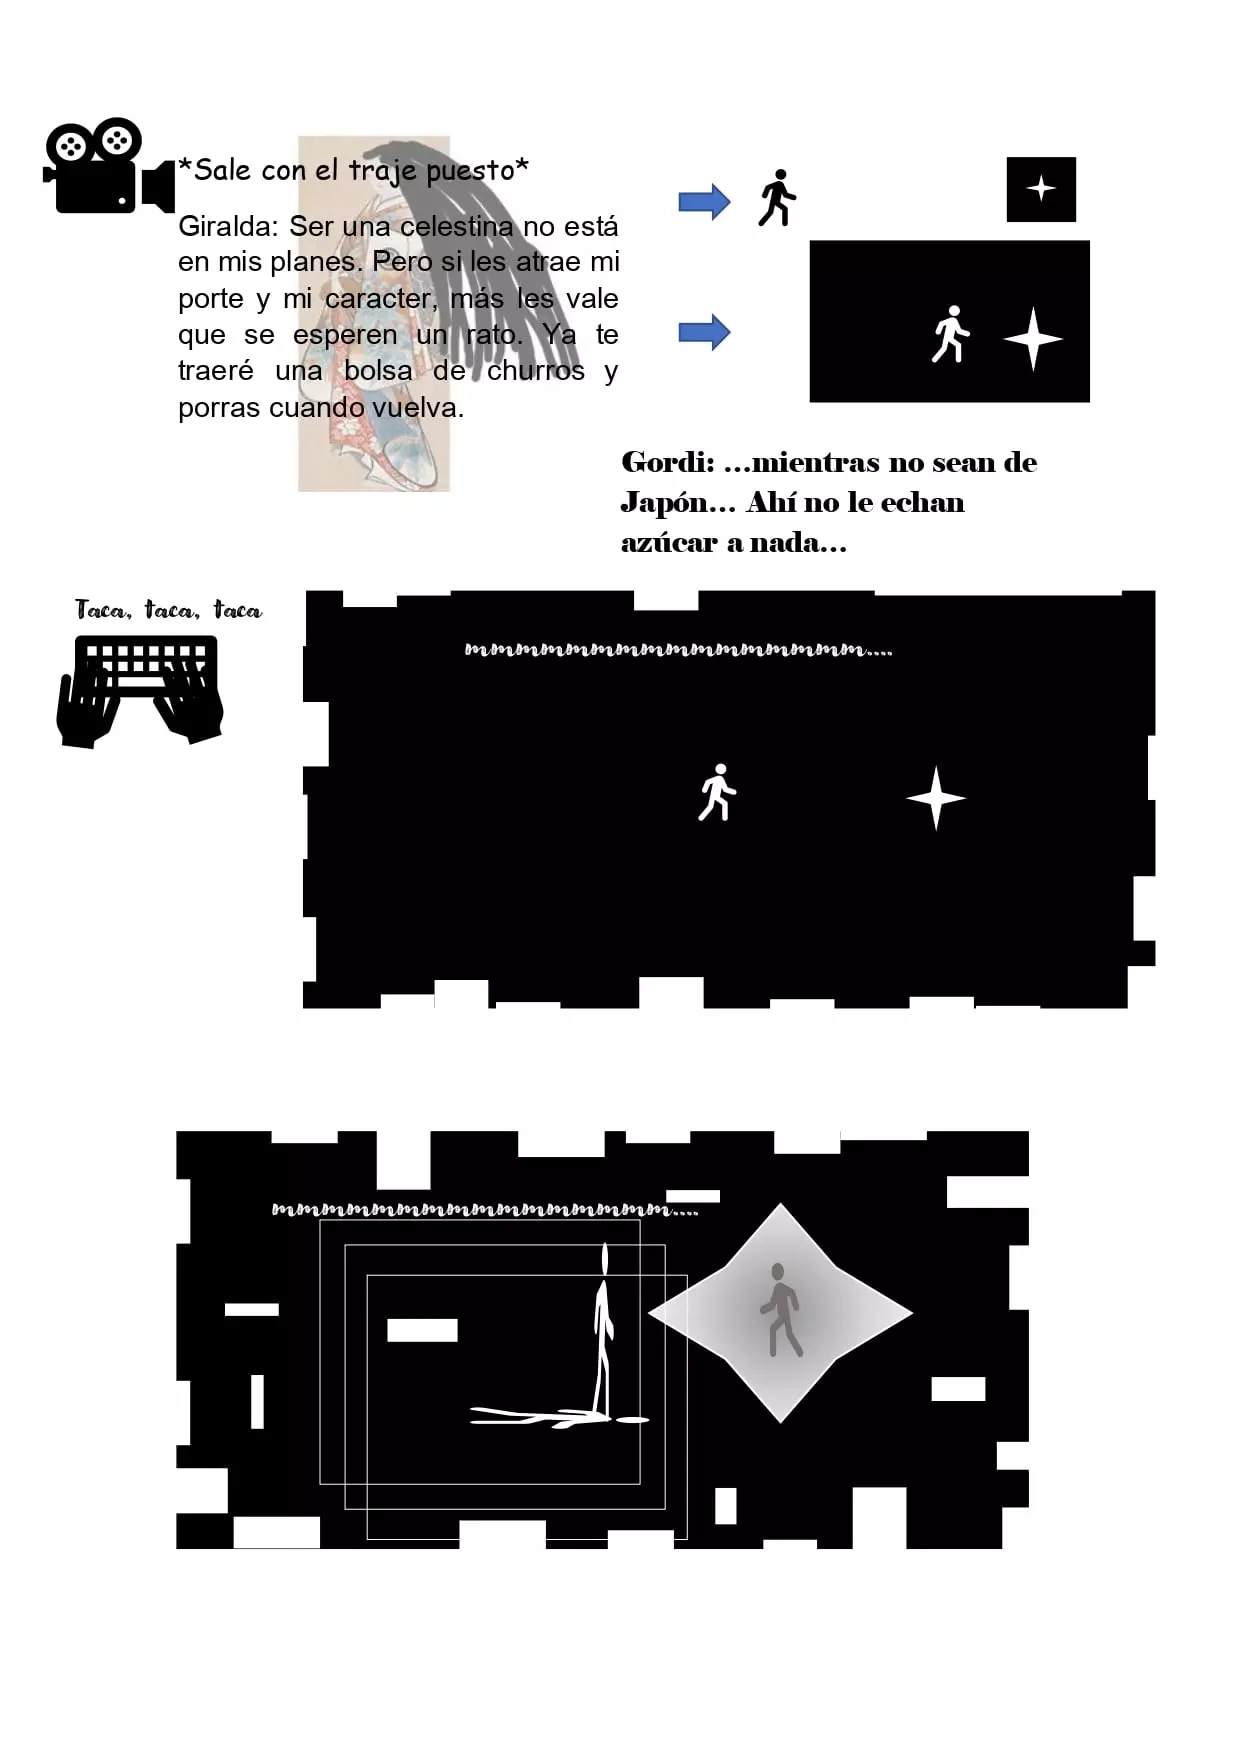 *Sale con el traje puesto*
Giralda: Ser una celestina no está
en mis planes. Pero si les atrae mi
porte y mi caracter, más les vale
que se esperen un rato. Ya te
traeré una bolsa de churros y
porras cuando vuelva.
Gordi: ...mientras no sean de
Japón... Ahí no le echan
azúcar a nada...
Taca, taca, taca
mmmmmmmmmmmmmmmm....
mmmmmmmmmmmmmmmm....